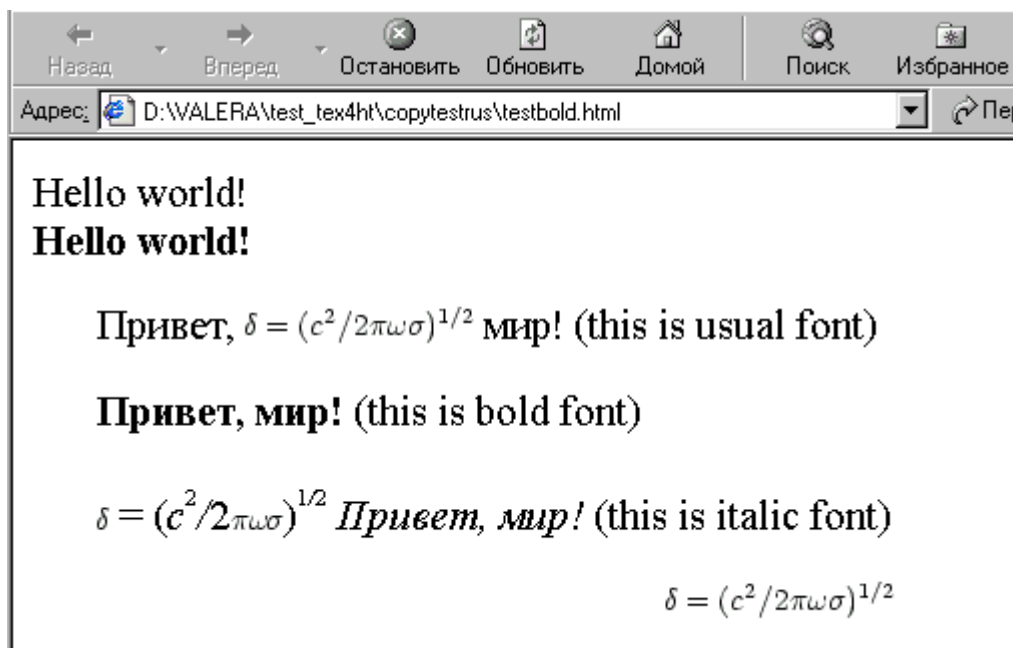 Назад Вперед Остановить Обновить Домой Поиск Избранное
Адрес: D:\VALERA\test_tex4ht\copytestrus\testbold.html Пер
Hello world!
Hello world!
Привет, δ = (c²/2πωσ)^{1/2} мир! (this is usual font)
Привет, мир! (this is bold font)
δ = (c²/2πωσ)^{1/2} Привет, мир! (this is italic font)
δ = (c²/2πωσ)^{1/2}